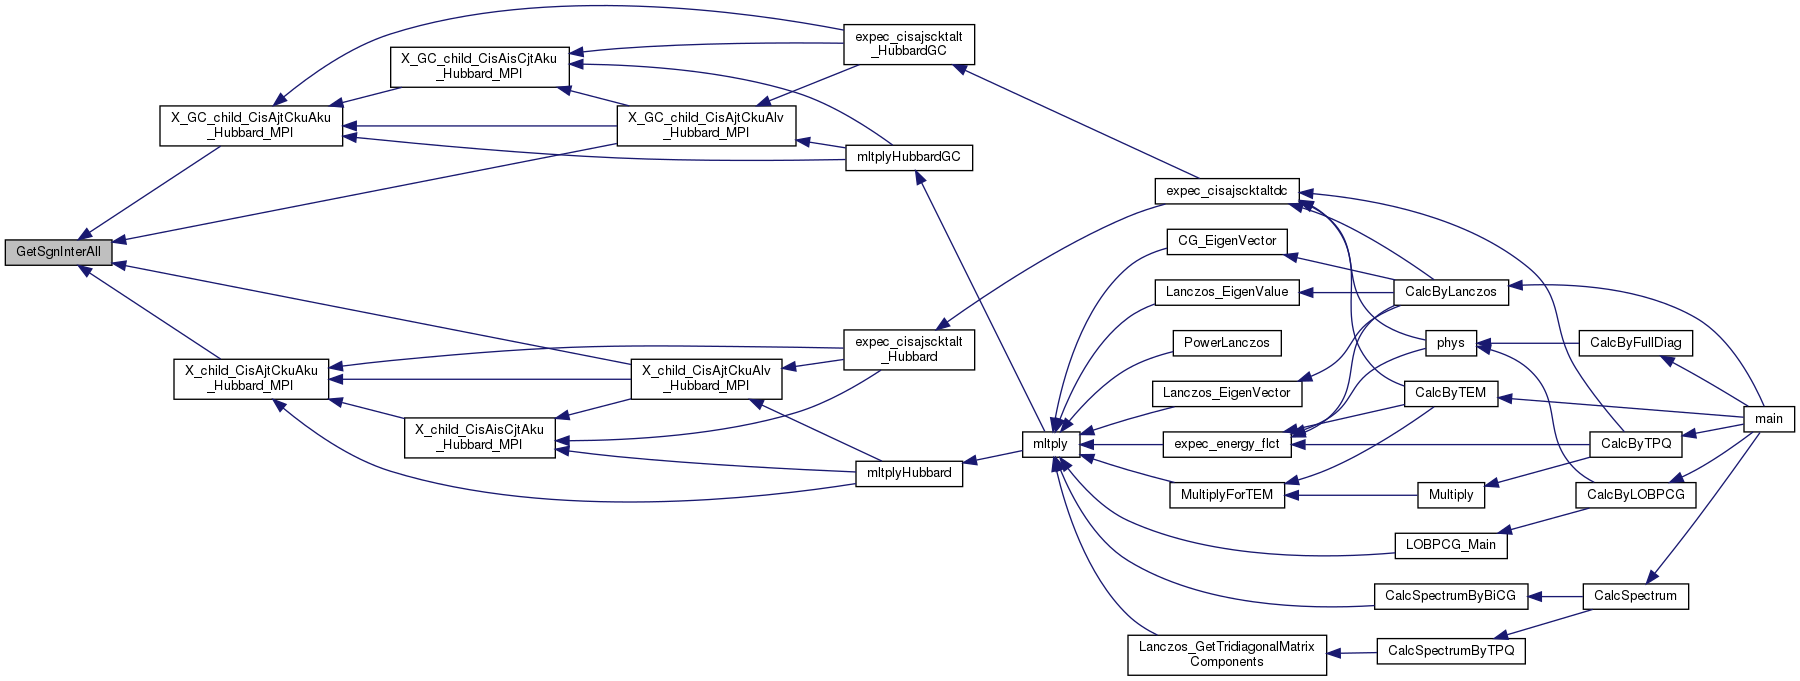 GetSgnInterAll
X_GC_child_CisAjtCkuAku
_Hubbard_MPI
X_GC_child_CisAisCjtAku
_Hubbard_MPI
X_GC_child_CisAjtCkuAlv
_Hubbard_MPI
expec_cisajscktalt
_HubbardGC
mltplyHubbardGC
X_child_CisAjtCkuAku
_Hubbard_MPI
X_child_CisAisCjtAku
_Hubbard_MPI
X_child_CisAjtCkuAlv
_Hubbard_MPI
expec_cisajscktalt
_Hubbard
mltplyHubbard
mltply
expec_cisajscktaltdc
CG_EigenVector
Lanczos_EigenValue
PowerLanczos
Lanczos_EigenVector
expec_energy_flct
MultiplyForTEM
LOBPCG_Main
CalcSpectrumByBiCG
Lanczos_GetTridiagonalMatrix
Components
CalcSpectrumByTPQ
CalcByLanczos
phys
CalcByTEM
Multiply
CalcByFullDiag
CalcByTPQ
CalcByLOBPCG
CalcSpectrum
main